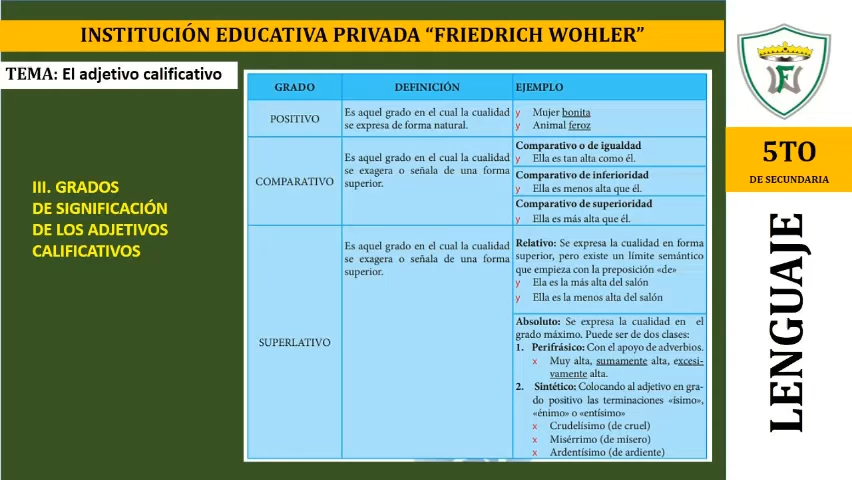 INSTITUCIÓN EDUCATIVA PRIVADA “FRIEDRICH WOHLER”
TEMA: El adjetivo calificativo
III. GRADOS
DE SIGNIFICACIÓN
DE LOS ADJETIVOS
CALIFICATIVOS
GRADO DEFINICIÓN EJEMPLO
POSITIVO
Es aquel grado en el cual la cualidad
se expresa de forma natural.
y Mujer bonita
y Animal feroz
COMPARATIVO
Es aquel grado en el cual la cualidad
se exagera o señala de una forma
superior.
Comparativo o de igualdad
y Ella es tan alta como él.
Comparativo de inferioridad
y Ella es menos alta que él.
Comparativo de superioridad
y Ella es más alta que él.
SUPERLATIVO
Es aquel grado en el cual la cualidad
se exagera o señala de una forma
superior.
Relativo: Se expresa la cualidad en forma
superior, pero existe un límite semántico
que empieza con la preposición «de»
y Ela es la más alta del salón
y Ella es la menos alta del salón
Absoluto: Se expresa la cualidad en el
grado máximo. Puede ser de dos clases:
1. Perifrásico: Con el apoyo de adverbios.
x Muy alta, sumamente alta, excesi-
vamente alta.
2. Sintético: Colocando al adjetivo en gra-
do positivo las terminaciones «ísimo»,
«énimo» o «entísimo»
x Crudelísimo (de cruel)
x Misérrimo (de mísero)
x Ardentísimo (de ardiente)
5TO
DE SECUNDARIA
LENGUAJE